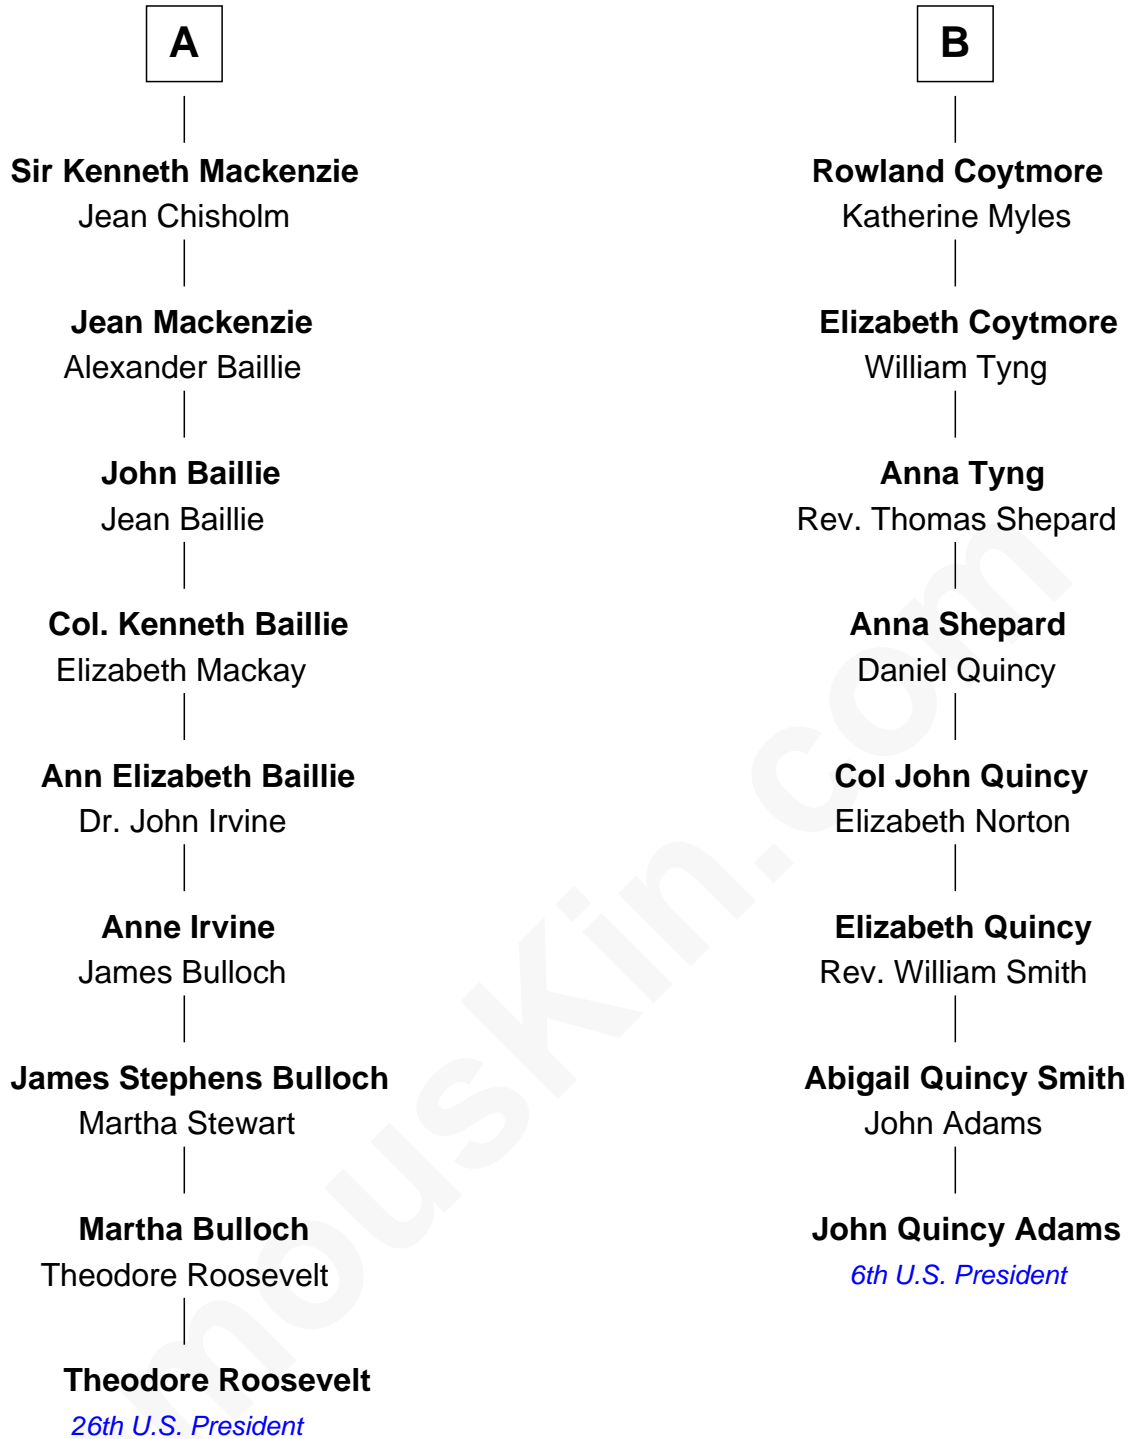 A
Sir Kenneth Mackenzie
Jean Chisholm
Jean Mackenzie
Alexander Baillie
John Baillie
Jean Baillie
Col. Kenneth Baillie
Elizabeth Mackay
Ann Elizabeth Baillie
Dr. John Irvine
Anne Irvine
James Bulloch
James Stephens Bulloch
Martha Stewart
Martha Bulloch
Theodore Roosevelt
Theodore Roosevelt
26th U.S. President
B
Rowland Coytmore
Katherine Myles
Elizabeth Coytmore
William Tyng
Anna Tyng
Rev. Thomas Shepard
Anna Shepard
Daniel Quincy
Col John Quincy
Elizabeth Norton
Elizabeth Quincy
Rev. William Smith
Abigail Quincy Smith
John Adams
John Quincy Adams
6th U.S. President
mousKin.com